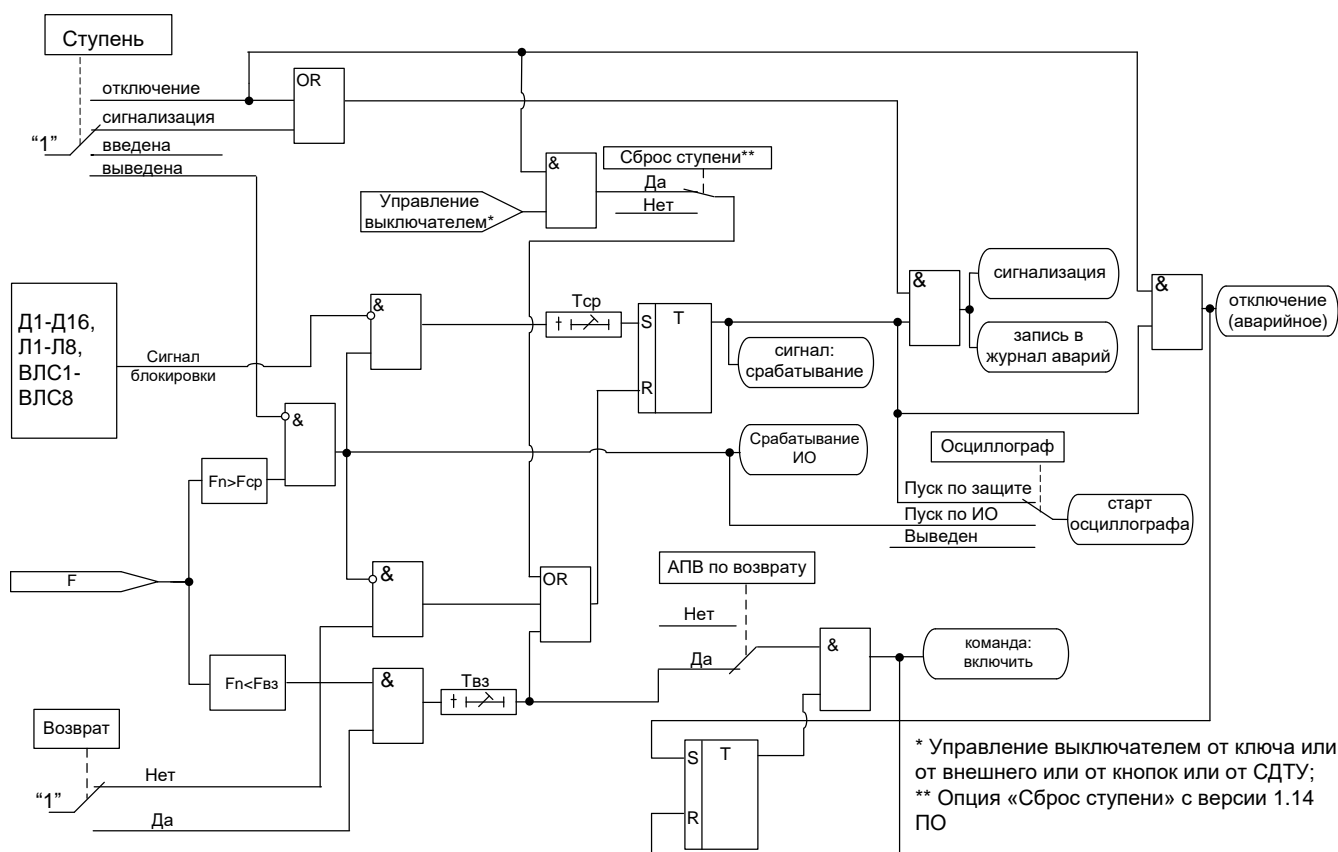 Ступень
отключение
OR
сигнализация
“1”
введена
выведена
&
Сброс ступени**
Да
Нет
Управление
выключателем*
Д1-Д16,
Л1-Л8,
ВЛС1-
ВЛС8
Сигнал
блокировки
&
Тср
S
T
R
сигнал:
срабатывание
&
сигнализация
запись в
журнал аварий
&
отключение
(аварийное)
&
Fn>Fср
Срабатывание
ИО
Осциллограф
Пуск по защите
Пуск по ИО
Выведен
старт
осциллографа
F
&
OR
АПВ по возврату
Нет
Да
&
команда:
включить
Fn<Fвз
&
Твз
Возврат
“1”
Нет
Да
S
T
R
* Управление выключателем от ключа или
от внешнего или от кнопок или от СДТУ;
** Опция «Сброс ступени» с версии 1.14
ПО